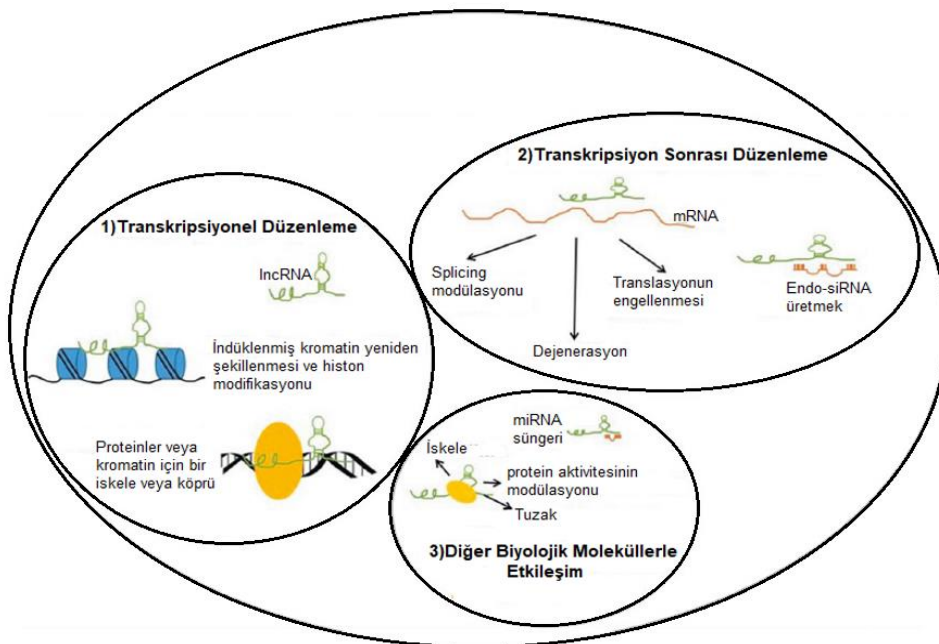 1)Transkripsiyonel Düzenleme
lncRNA
İndüklenmiş kromatin yeniden
şekillenmesi ve histon
modifikasyonu
Proteinler veya
kromatin için bir
iskele veya köprü
2)Transkripsiyon Sonrası Düzenleme
mRNA
Splicing
modülasyonu
Translasyonun
engellenmesi
Endo-siRNA
üretmek
Dejenerasyon
miRNA
süngeri
İskele
protein aktivitesinin
modülasyonu
Tuzak
3)Diğer Biyolojik Moleküllerle
Etkileşim